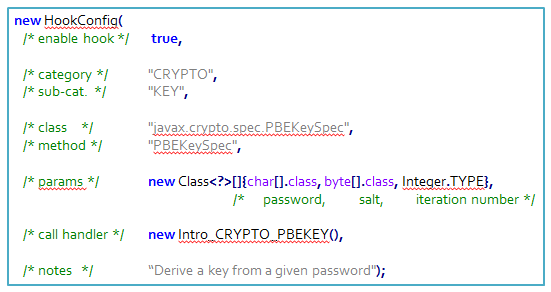 new HookConfig(
/* enable hook */ true,
/* category */ "CRYPTO",
/* sub-cat. */ "KEY",
/* class */ "javax.crypto.spec.PBEKeySpec",
/* method */ "PBEKeySpec",
/* params */ new Class<?>[]{char[].class, byte[].class, Integer.TYPE},
/* password, salt, iteration number */
/* call handler */ new Intro_CRYPTO_PBEKEY(),
/* notes */ “Derive a key from a given password");